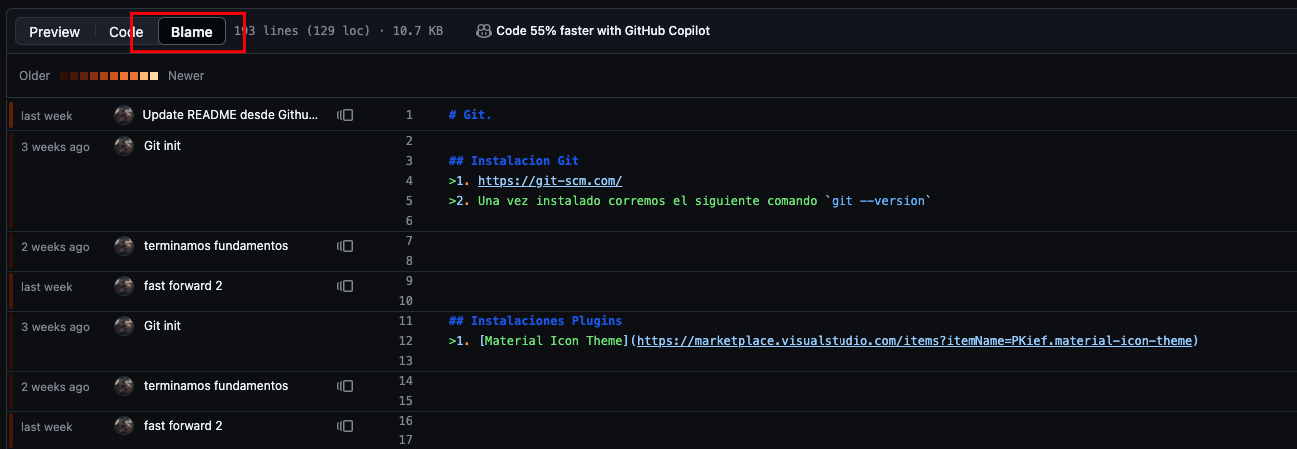 Preview Code Blame 193 lines (129 loc) · 10.7 KB Code 55% faster with GitHub Copilot
Older Newer
last week Update README desde Githu... 1 # Git.
3 weeks ago Git init 2
3 ## Instalacion Git
4 >1. https://git-scm.com/
5 >2. Una vez instalado corremos el siguiente comando `git --version`
6
2 weeks ago terminamos fundamentos 7
8
last week fast forward 2 9
10
3 weeks ago Git init 11 ## Instalaciones Plugins
12 >1. [Material Icon Theme](https://marketplace.visualstudio.com/items?itemName=PKief.material-icon-theme)
13
2 weeks ago terminamos fundamentos 14
15
last week fast forward 2 16
17